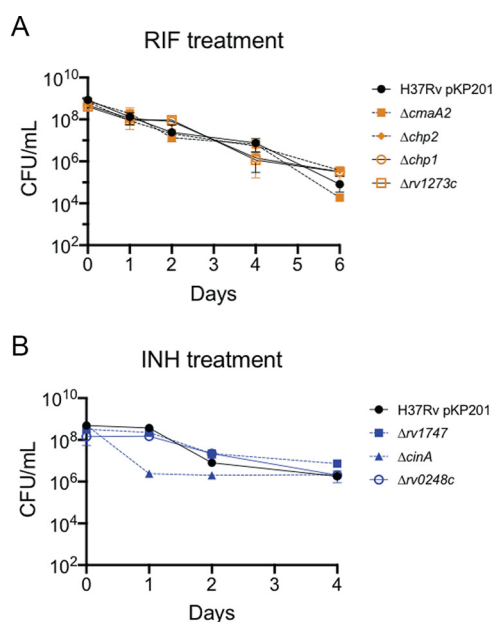 A
RIF treatment
CFU/mL
10^10
10^8
10^6
10^4
10^2
0 1 2 3 4 5 6
Days
H37Rv pKP201
ΔcmaA2
Δchp2
Δchp1
Δrv1273c
B
INH treatment
CFU/mL
10^10
10^8
10^6
10^4
10^2
0 1 2 3 4
Days
H37Rv pKP201
Δrv1747
ΔcinA
Δrv0248c